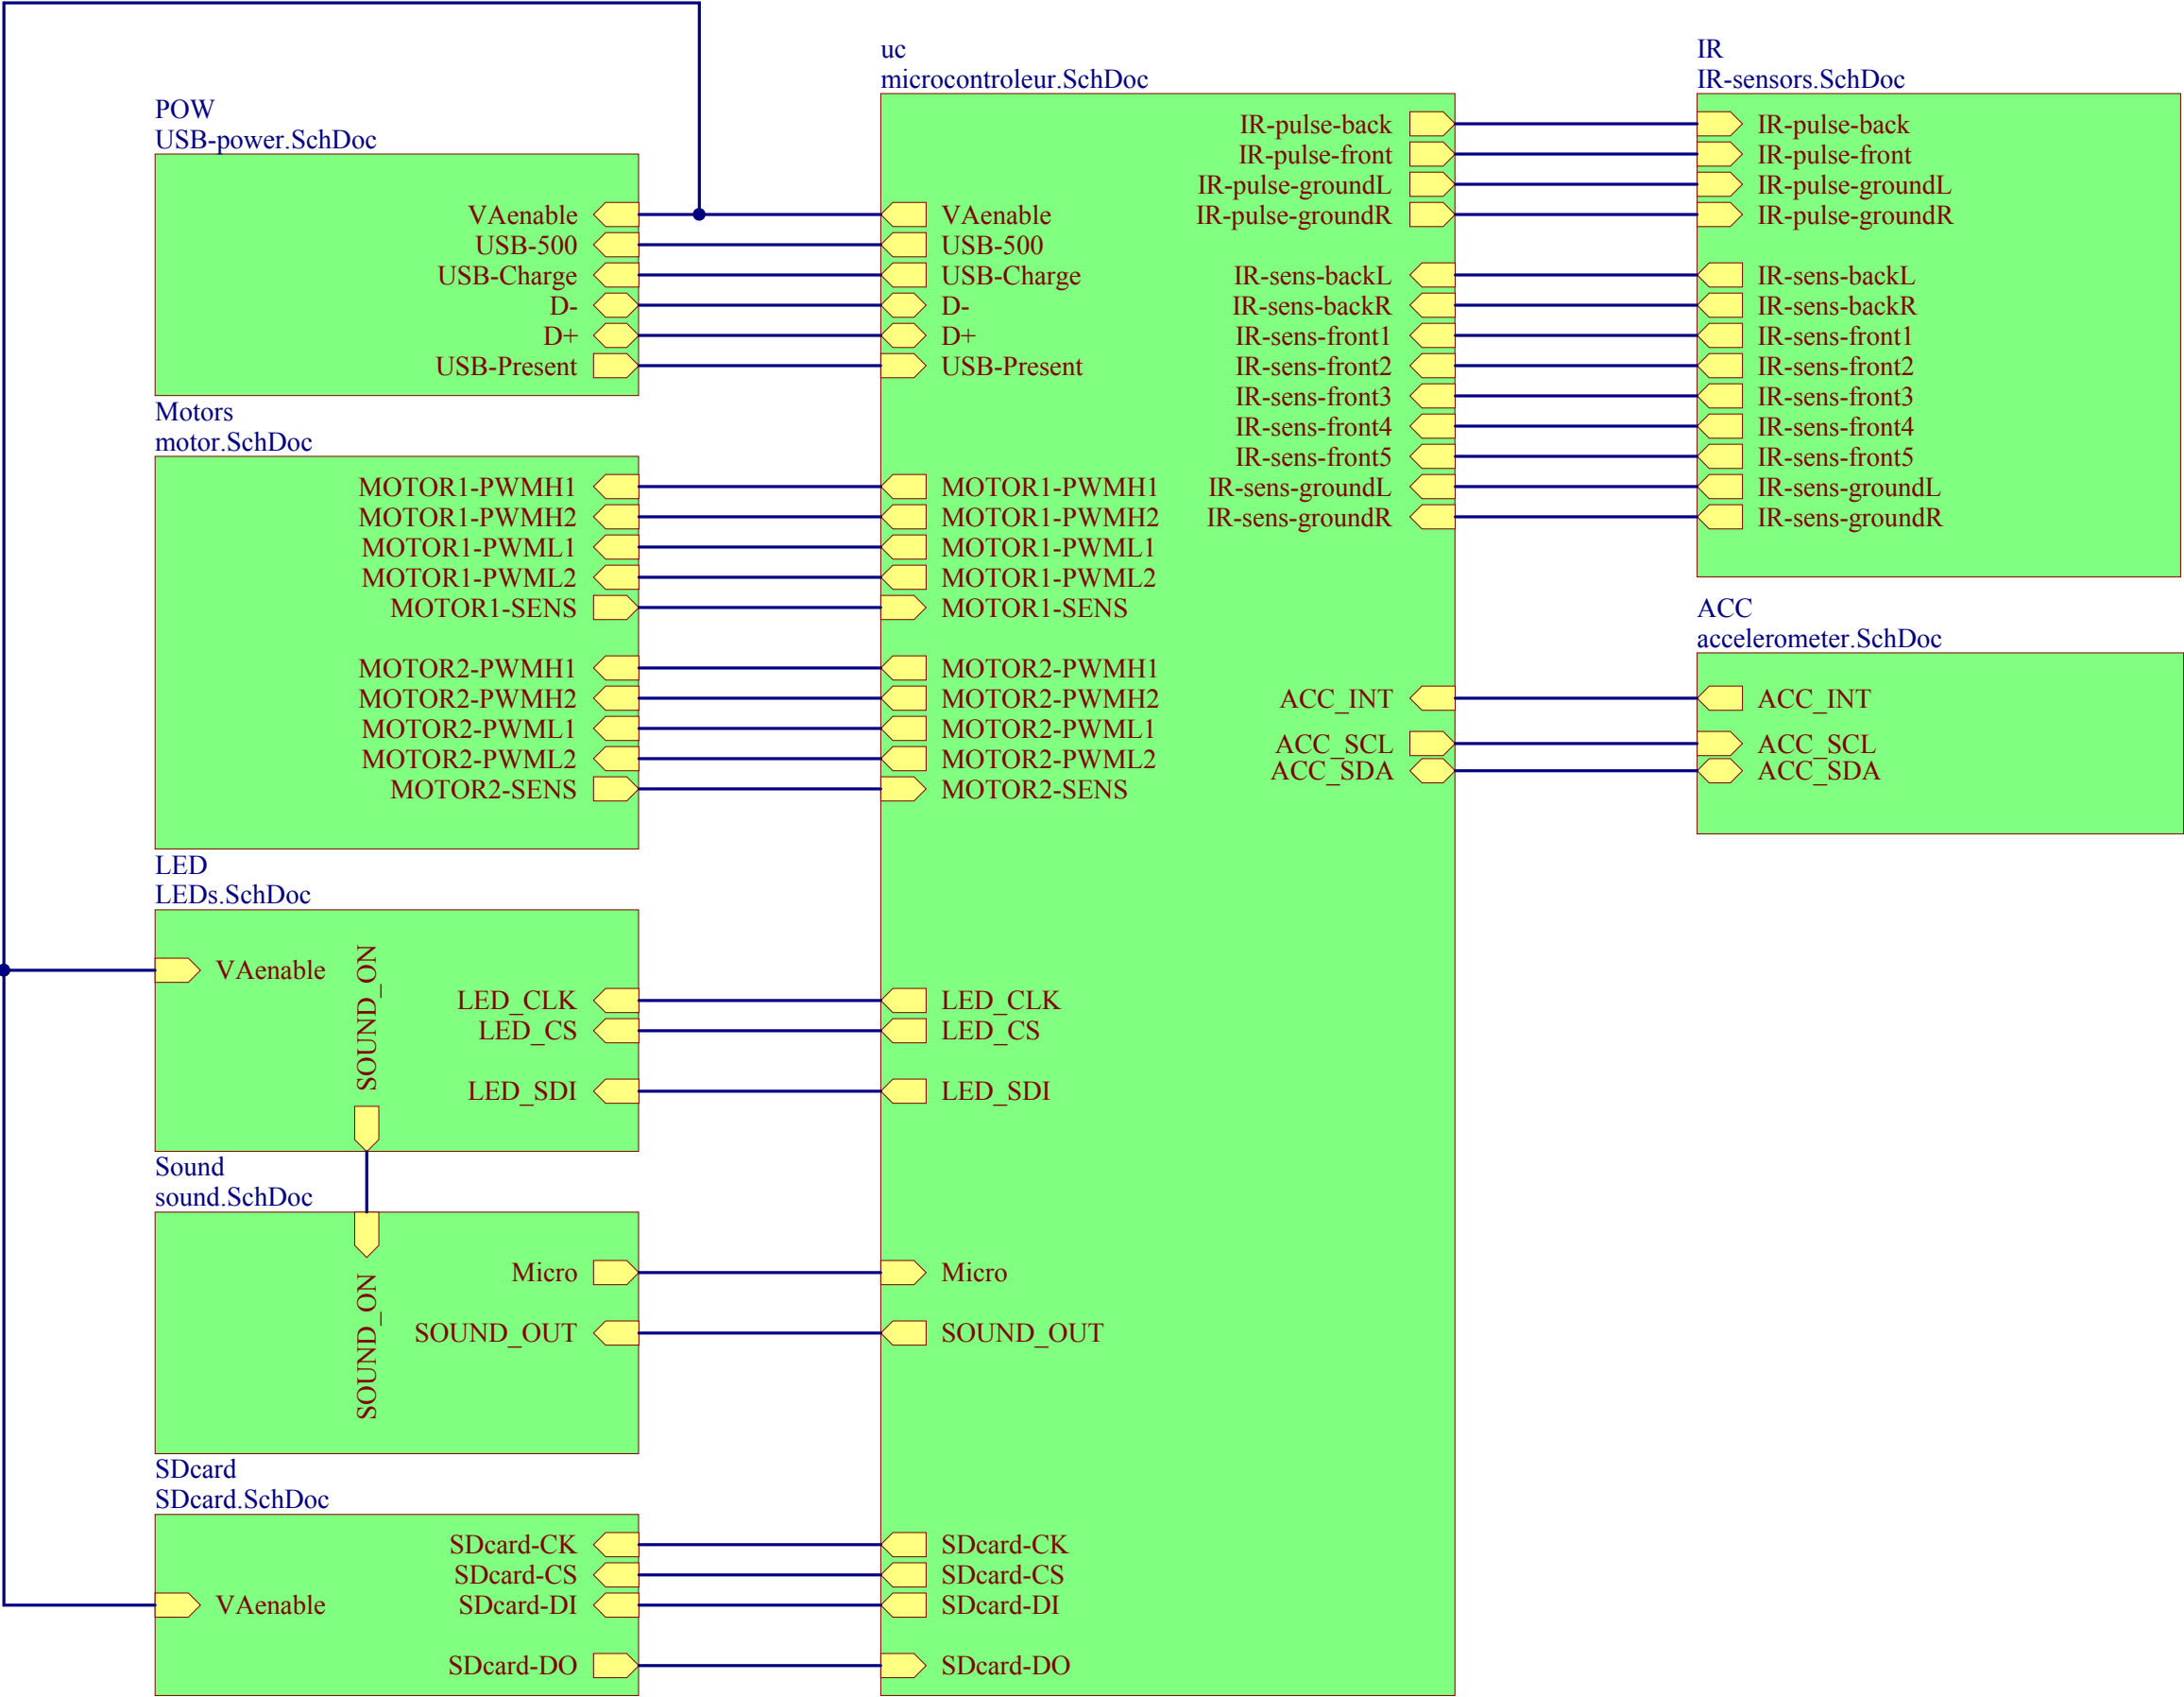 POW
USB-power.SchDoc
VAenable
USB-500
USB-Charge
D-
D+
USB-Present
Motors
motor.SchDoc
MOTOR1-PWMH1
MOTOR1-PWMH2
MOTOR1-PWML1
MOTOR1-PWML2
MOTOR1-SENS
MOTOR2-PWMH1
MOTOR2-PWMH2
MOTOR2-PWML1
MOTOR2-PWML2
MOTOR2-SENS
LED
LEDs.SchDoc
VAenable
SOUND_ON
LED_CLK
LED_CS
LED_SDI
Sound
sound.SchDoc
SOUND_ON
Micro
SOUND_OUT
SDcard
SDcard.SchDoc
VAenable
SDcard-CK
SDcard-CS
SDcard-DI
SDcard-DO
uc
microcontroleur.SchDoc
VAenable
USB-500
USB-Charge
D-
D+
USB-Present
MOTOR1-PWMH1
MOTOR1-PWMH2
MOTOR1-PWML1
MOTOR1-PWML2
MOTOR1-SENS
MOTOR2-PWMH1
MOTOR2-PWMH2
MOTOR2-PWML1
MOTOR2-PWML2
MOTOR2-SENS
LED_CLK
LED_CS
LED_SDI
Micro
SOUND_OUT
SDcard-CK
SDcard-CS
SDcard-DI
SDcard-DO
IR-pulse-back
IR-pulse-front
IR-pulse-groundL
IR-pulse-groundR
IR-sens-backL
IR-sens-backR
IR-sens-front1
IR-sens-front2
IR-sens-front3
IR-sens-front4
IR-sens-front5
IR-sens-groundL
IR-sens-groundR
ACC_INT
ACC_SCL
ACC_SDA
IR
IR-sensors.SchDoc
IR-pulse-back
IR-pulse-front
IR-pulse-groundL
IR-pulse-groundR
IR-sens-backL
IR-sens-backR
IR-sens-front1
IR-sens-front2
IR-sens-front3
IR-sens-front4
IR-sens-front5
IR-sens-groundL
IR-sens-groundR
ACC
accelerometer.SchDoc
ACC_INT
ACC_SCL
ACC_SDA